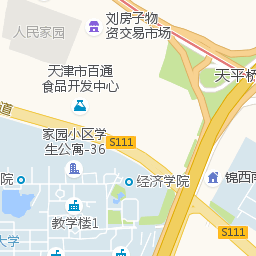 刘房子物
资交易市场
人民家园
天平桥
天津市百通
食品开发中心
道
家园小区学
生公寓-36
S111
院
经济学院
锦西南
教学楼1
S111
大学